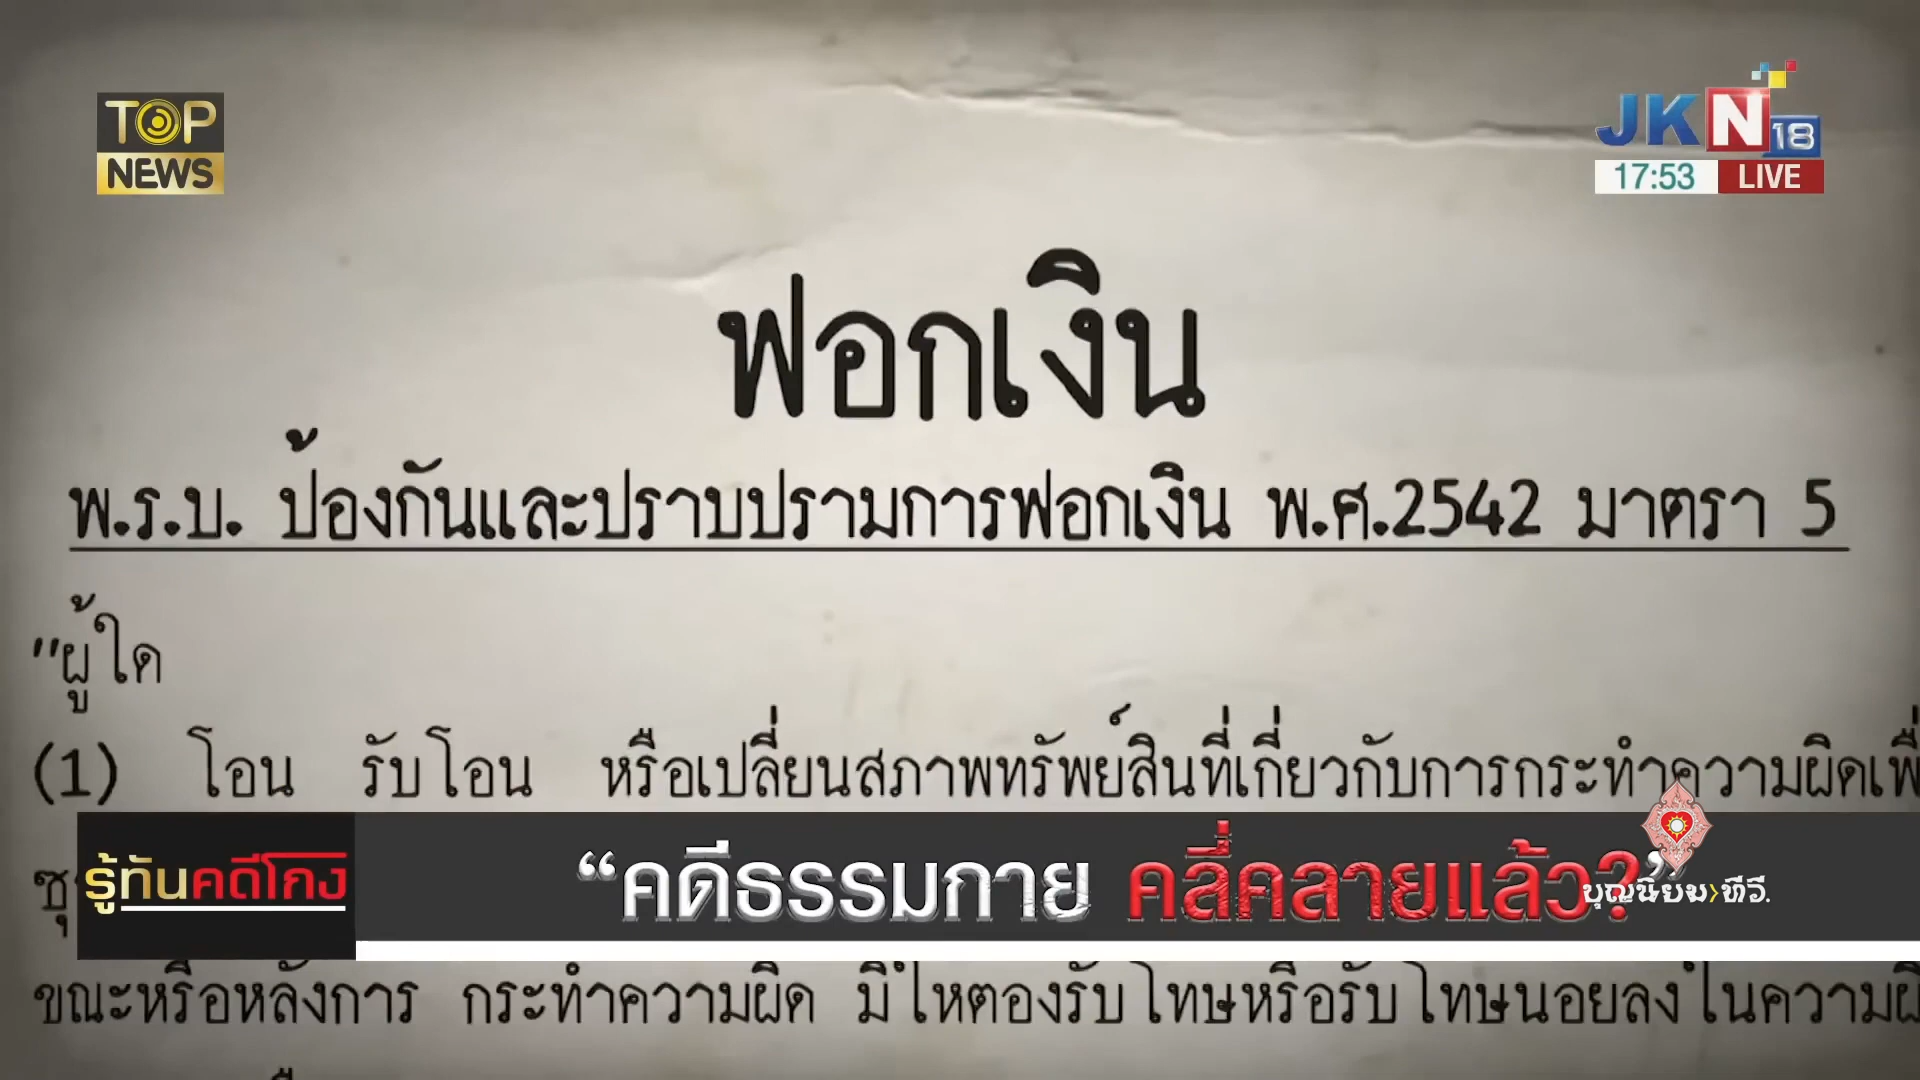 TOP
NEWS
JKN18
17:53 LIVE
ฟอกเงิน
พ.ร.บ. ป้องกันและปราบปรามการฟอกเงิน พ.ศ.2542 มาตรา 5
"ผู้ใด
(1) โอน รับโอน หรือเปลี่ยนสภาพทรัพย์สินที่เกี่ยวกับการกระทำความผิดเพื่
รู้ทันคดีโกง
“คดีธรรมกาย คลี่คลายแล้ว?”
บุญนิยม>ทีวี.
ขณะหรือหลังการ กระทำความผิด มิให้ต้องรับโทษหรือรับโทษน้อยลงในความผิ